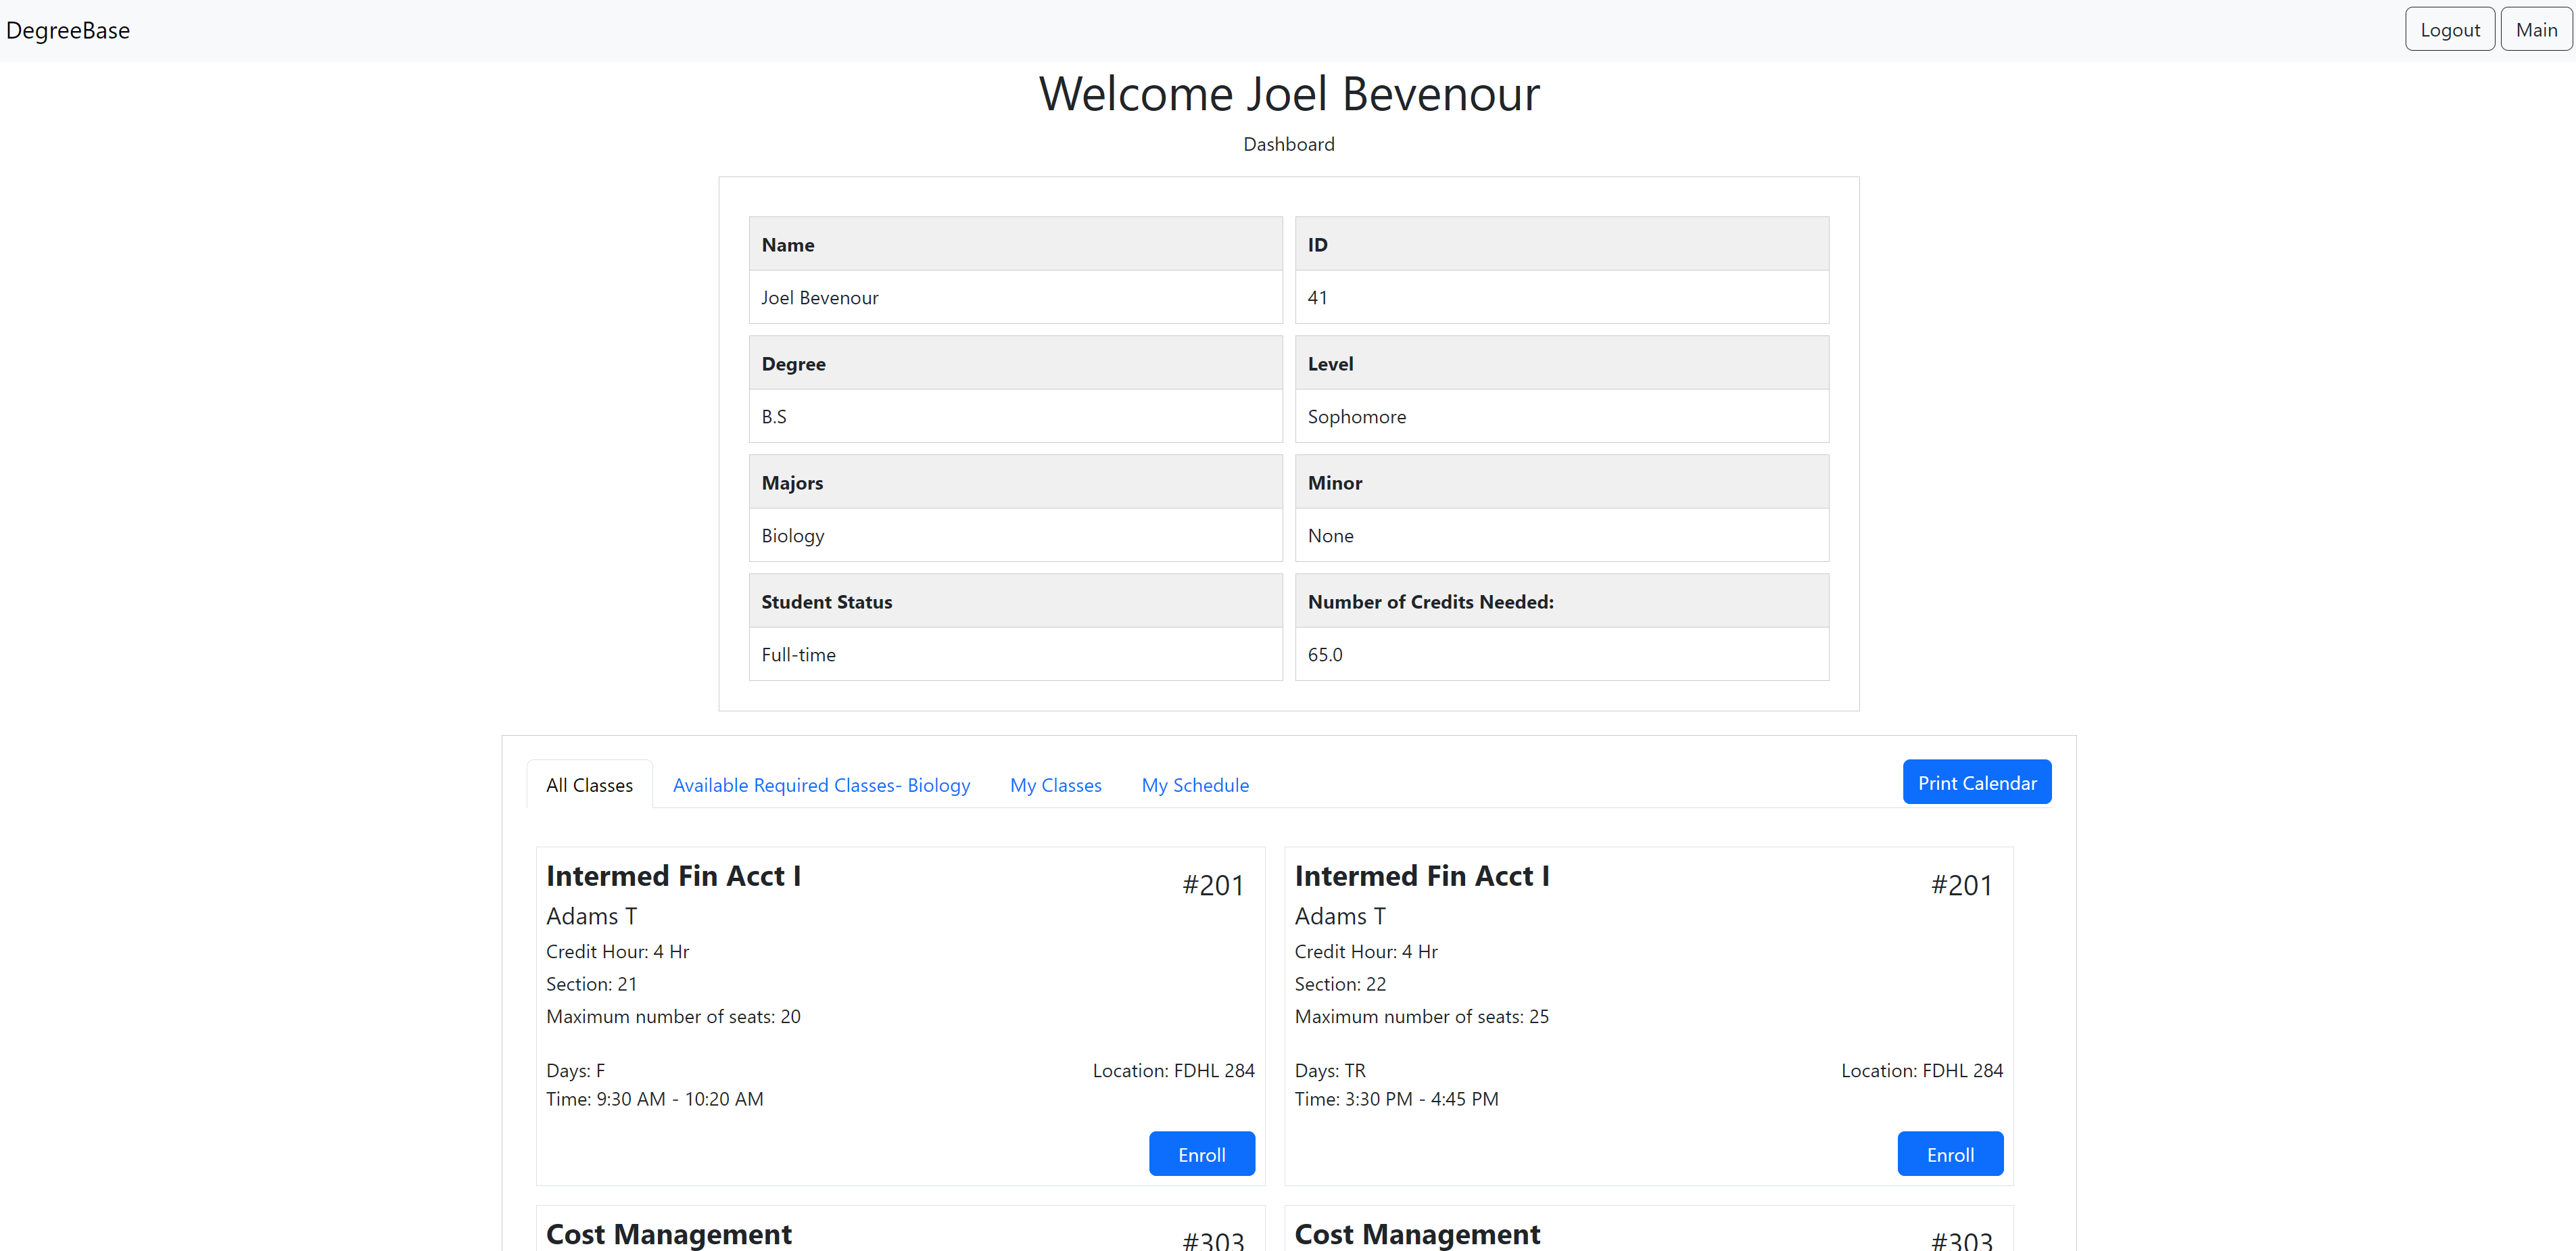 DegreeBase
Logout
Main
Welcome Joel Bevenour
Dashboard
Name
ID
Joel Bevenour
41
Degree
Level
B.S
Sophomore
Majors
Minor
Biology
None
Student Status
Number of Credits Needed:
Full-time
65.0
All Classes
Available Required Classes- Biology
My Classes
My Schedule
Print Calendar
Intermed Fin Acct I
#201
Adams T
Credit Hour: 4 Hr
Section: 21
Maximum number of seats: 20
Days: F
Location: FDHL 284
Time: 9:30 AM - 10:20 AM
Enroll
Intermed Fin Acct I
#201
Adams T
Credit Hour: 4 Hr
Section: 22
Maximum number of seats: 25
Days: TR
Location: FDHL 284
Time: 3:30 PM - 4:45 PM
Enroll
Cost Management
#303
Cost Management
#303